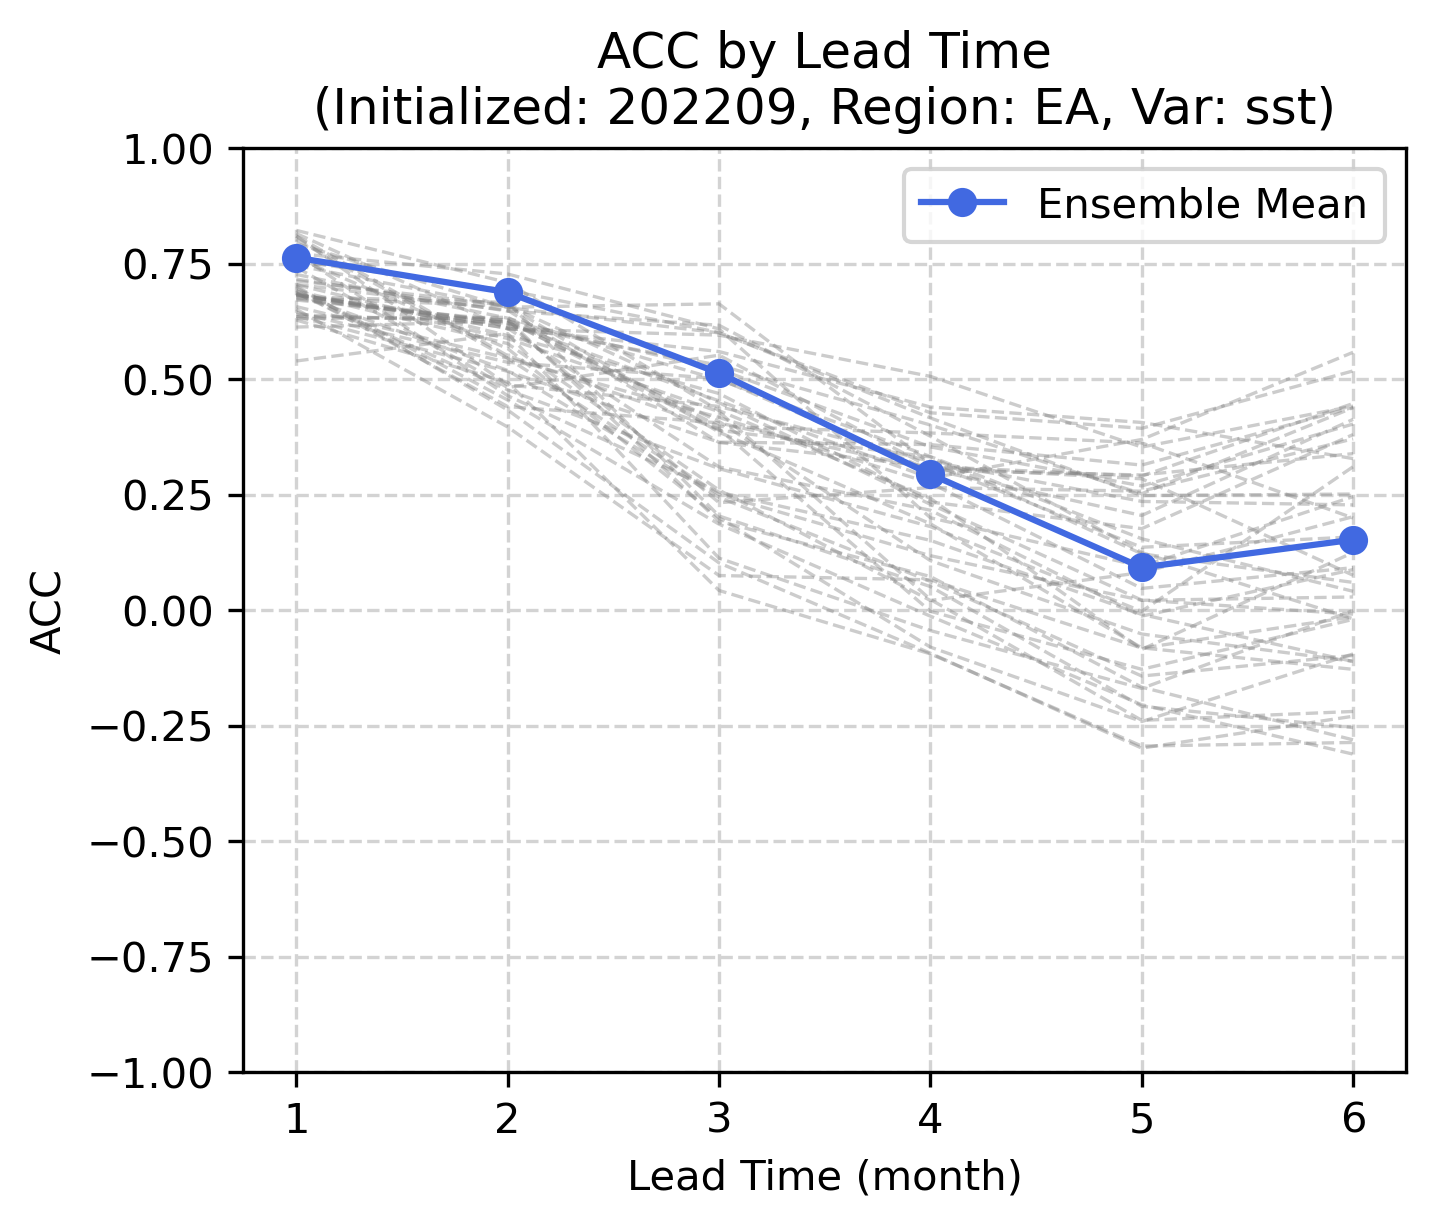 ACC by Lead Time
(Initialized: 202209, Region: EA, Var: sst)
Ensemble Mean
ACC
1.00
0.75
0.50
0.25
0.00
−0.25
−0.50
−0.75
−1.00
1 2 3 4 5 6
Lead Time (month)